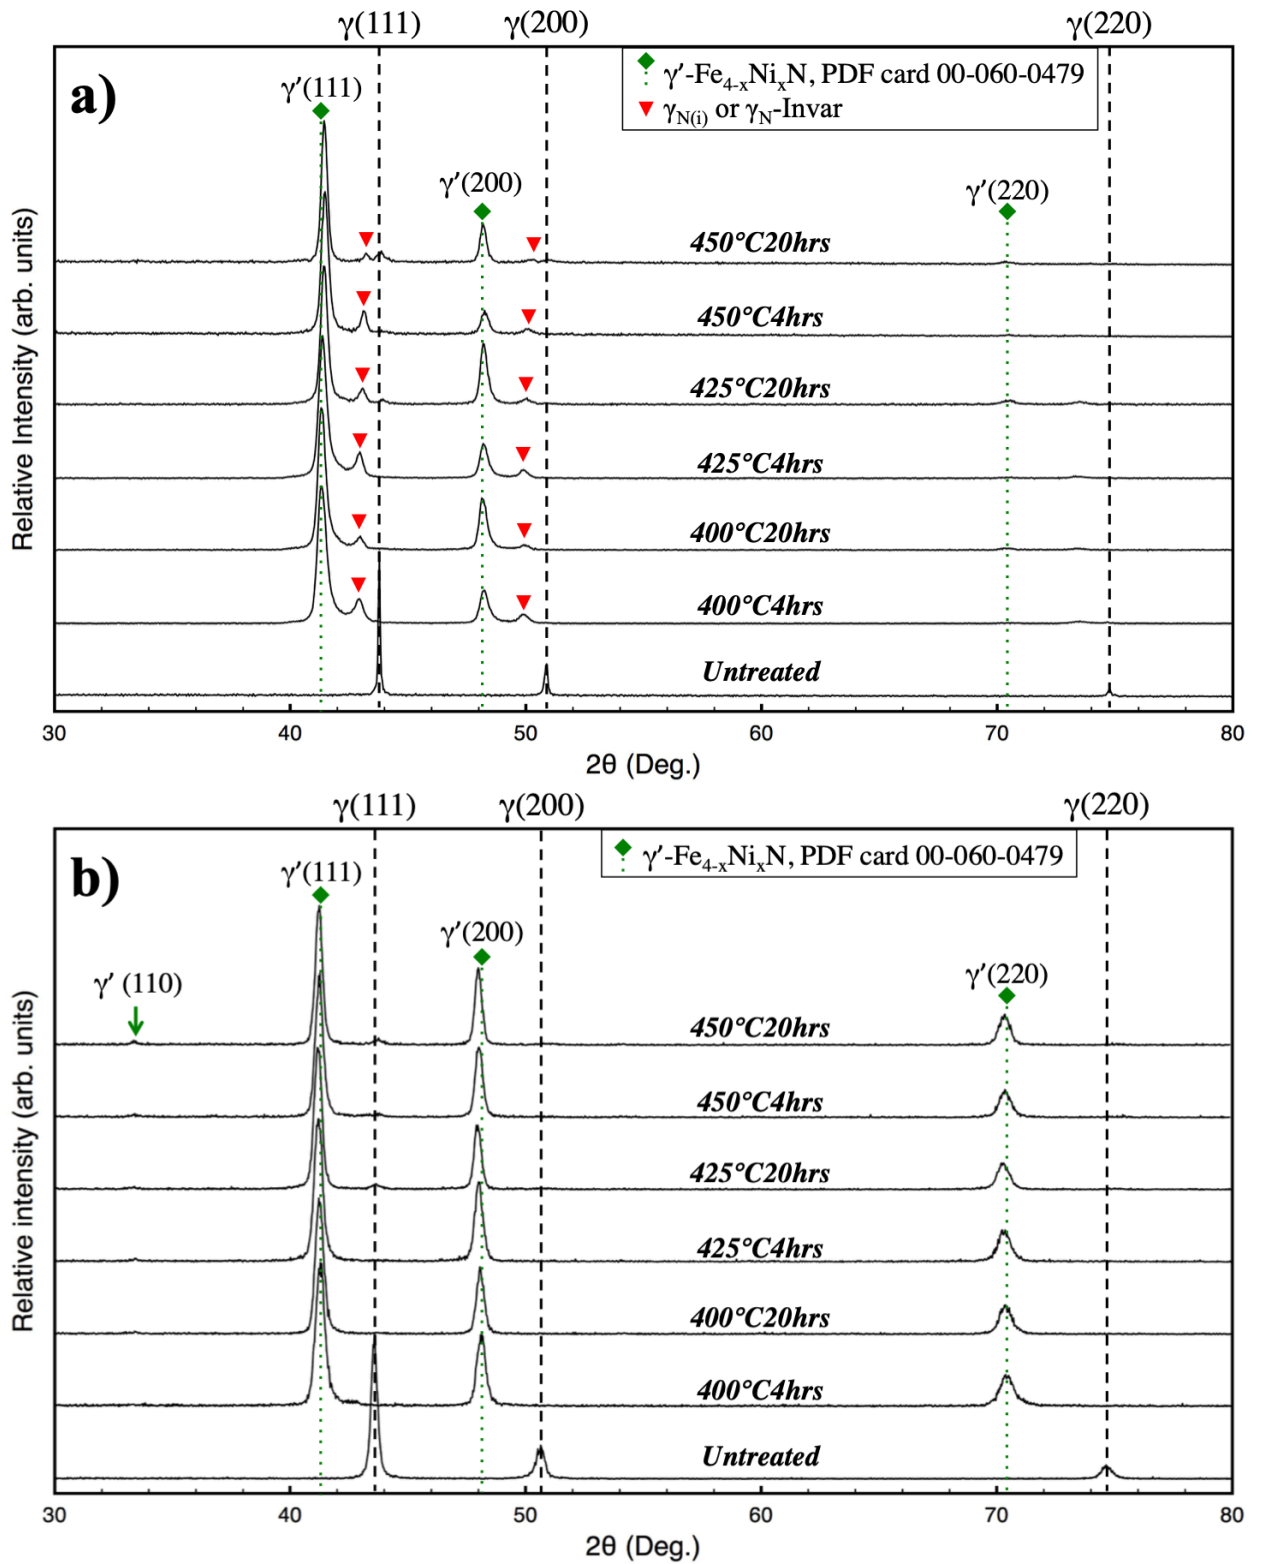 γ(111) γ(200) γ(220)
a)
γ'-Fe4-xNixN, PDF card 00-060-0479
γN(i) or γN-Invar
γ'(111)
γ'(200)
γ'(220)
450°C20hrs
450°C4hrs
425°C20hrs
425°C4hrs
400°C20hrs
400°C4hrs
Untreated
Relative Intensity (arb. units)
30 40 50 60 70 80
2θ (Deg.)
γ(111) γ(200) γ(220)
b)
γ'-Fe4-xNixN, PDF card 00-060-0479
γ'(111)
γ'(200)
γ'(220)
γ' (110)
450°C20hrs
450°C4hrs
425°C20hrs
425°C4hrs
400°C20hrs
400°C4hrs
Untreated
Relative intensity (arb. units)
30 40 50 60 70 80
2θ (Deg.)